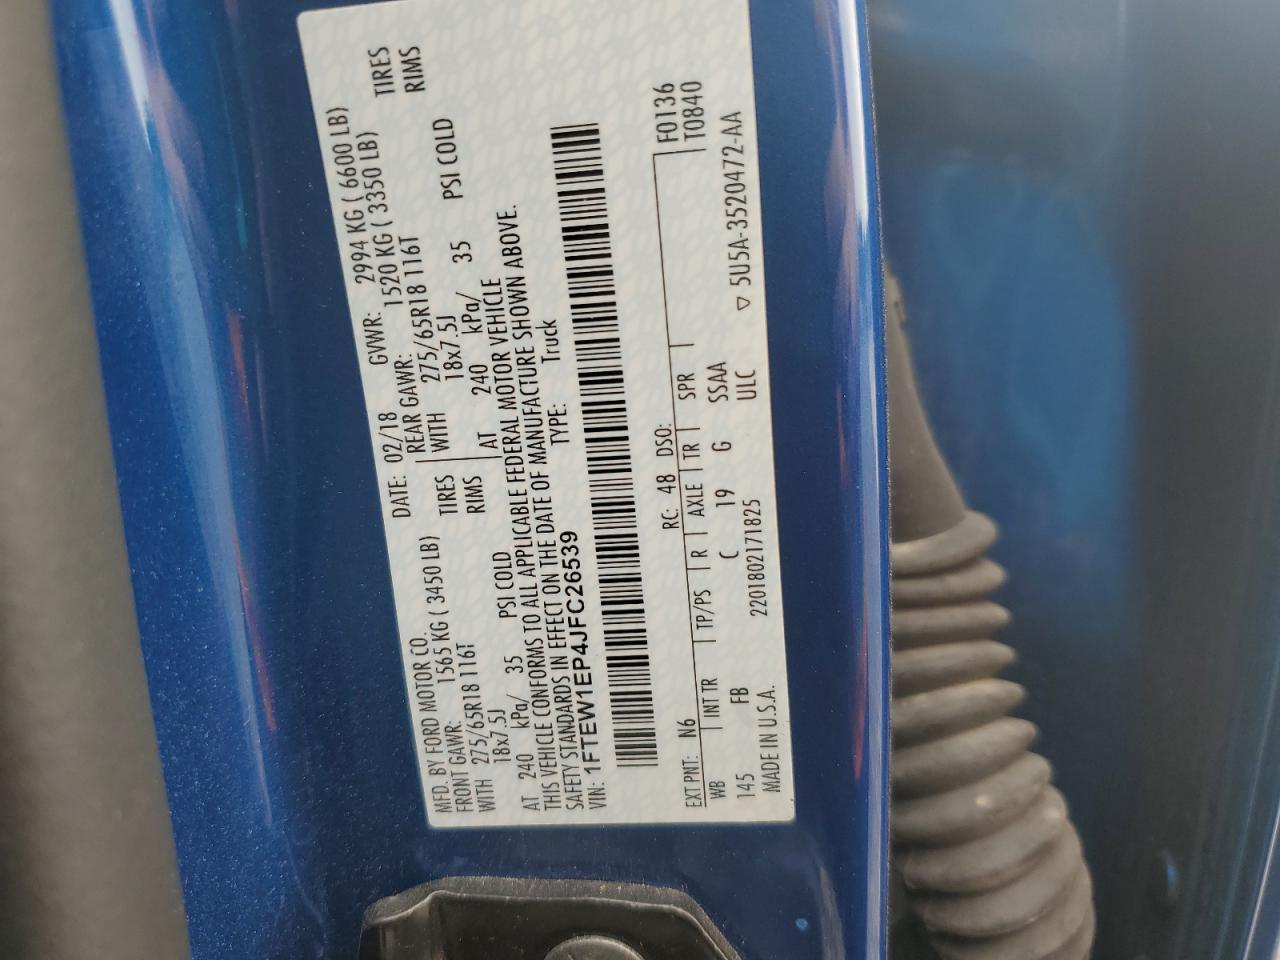 MFD. BY FORD MOTOR CO. DATE: 02/18 GVWR: 2994 KG ( 6600 LB)
FRONT GAWR: 1565 KG ( 3450 LB) REAR GAWR: 1520 KG ( 3350 LB)
WITH 275/65R18 116T TIRES WITH 275/65R18 116T TIRES
18x7.5J RIMS 18x7.5J RIMS
AT 240 kPa/ 35 PSI COLD AT 240 kPa/ 35 PSI COLD
THIS VEHICLE CONFORMS TO ALL APPLICABLE FEDERAL MOTOR VEHICLE
SAFETY STANDARDS IN EFFECT ON THE DATE OF MANUFACTURE SHOWN ABOVE.
VIN: 1FTEW1EP4JFC26539 TYPE: Truck
EXT PNT: N6 RC: 48 DSO: F0136
WB INT TR TP/PS R AXLE TR SPR T0840
145 FB C 19 G SSAA
MADE IN U.S.A. 2201802171825 ULC ▽ 5U5A-3520472-AA